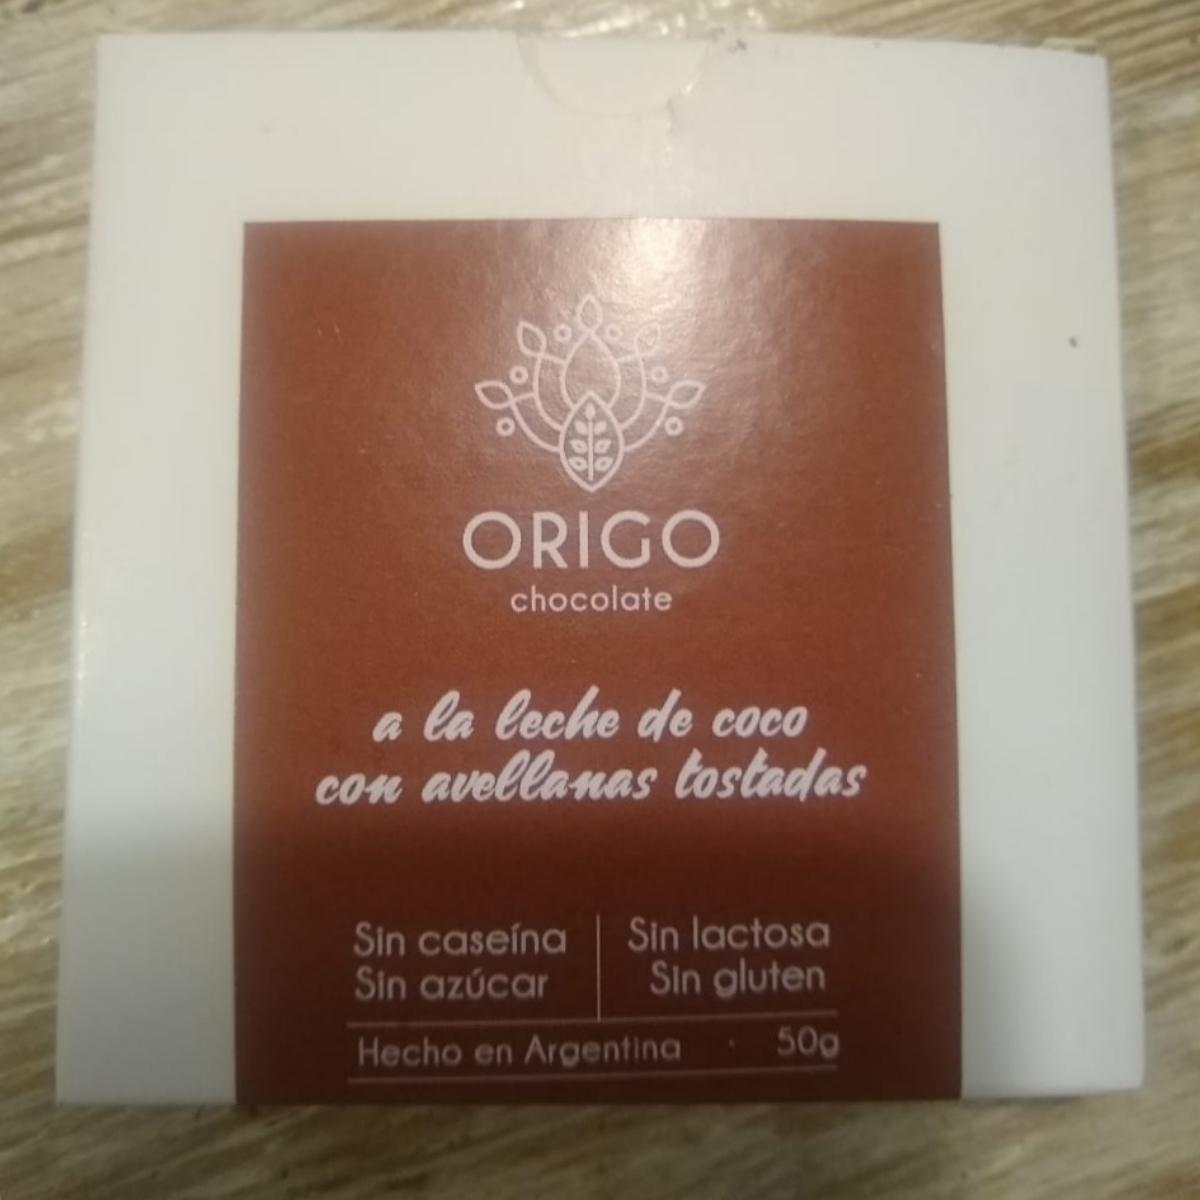 ORIGO
chocolate
a la leche de coco
con avellanas tostadas
Sin caseína
Sin azúcar
Sin lactosa
Sin gluten
Hecho en Argentina · 50g